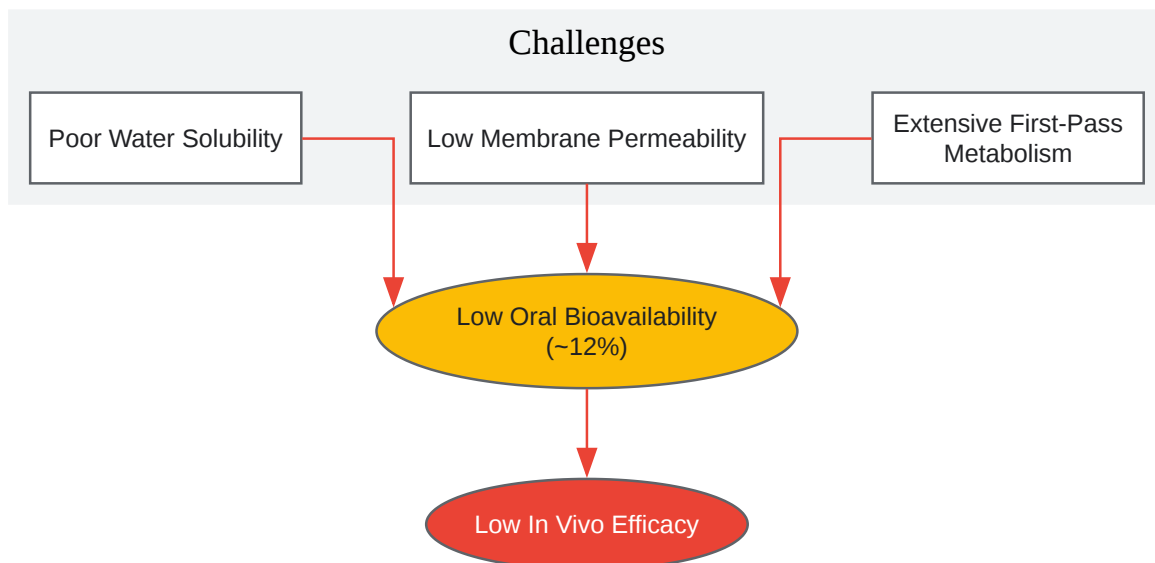 Challenges
Poor Water Solubility
Low Membrane Permeability
Extensive First-Pass
Metabolism
Low Oral Bioavailability
(~12%)
Low In Vivo Efficacy